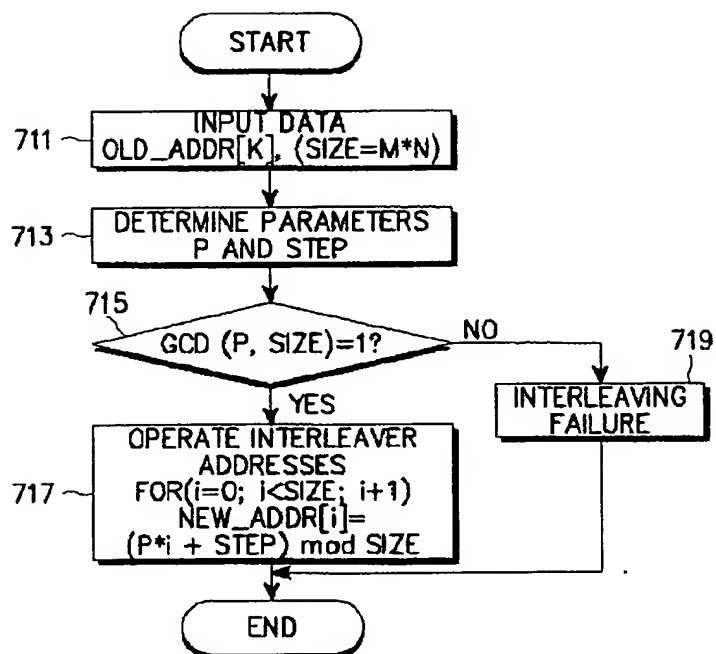 START
711
INPUT DATA
OLD_ADDR[K], (SIZE=M*N)
713
DETERMINE PARAMETERS
P AND STEP
715
GCD (P, SIZE)=1?
NO
719
INTERLEAVING
FAILURE
YES
717
OPERATE INTERLEAVER
ADDRESSES
FOR(i=0; i<SIZE; i+1)
NEW_ADDR[i]=
(P*i + STEP) mod SIZE
END